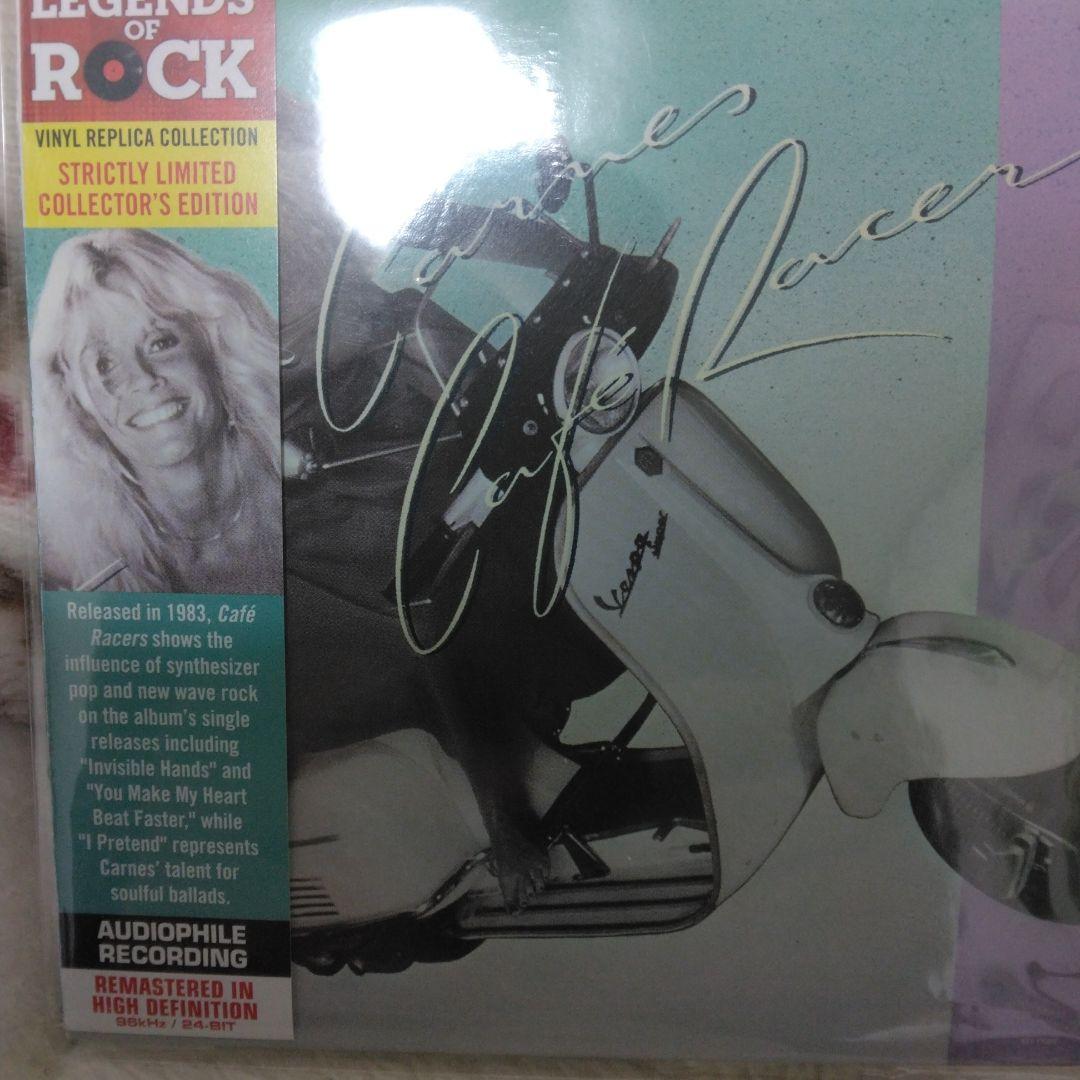 LEGENDS
OF
ROCK
VINYL REPLICA COLLECTION
STRICTLY LIMITED
COLLECTOR'S EDITION
Carnes
Café Racers
vespa
Released in 1983, Café
Racers shows the
influence of synthesizer
pop and new wave rock
on the album's single
releases including
"Invisible Hands" and
"You Make My Heart
Beat Faster," while
"I Pretend" represents
Carnes' talent for
soulful ballads.
AUDIOPHILE
RECORDING
REMASTERED IN
HIGH DEFINITION
96kHz / 24-BIT